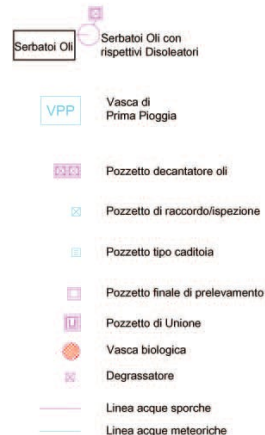 Serbatoi Oli
Serbatoi Oli con
rispettivi Disoleatori
VPP
Vasca di
Prima Pioggia
Pozzetto decantatore oli
Pozzetto di raccordo/ispezione
Pozzetto tipo caditoia
Pozzetto finale di prelevamento
U
Pozzetto di Unione
Vasca biologica
Degrassatore
Linea acque sporche
Linea acque meteoriche